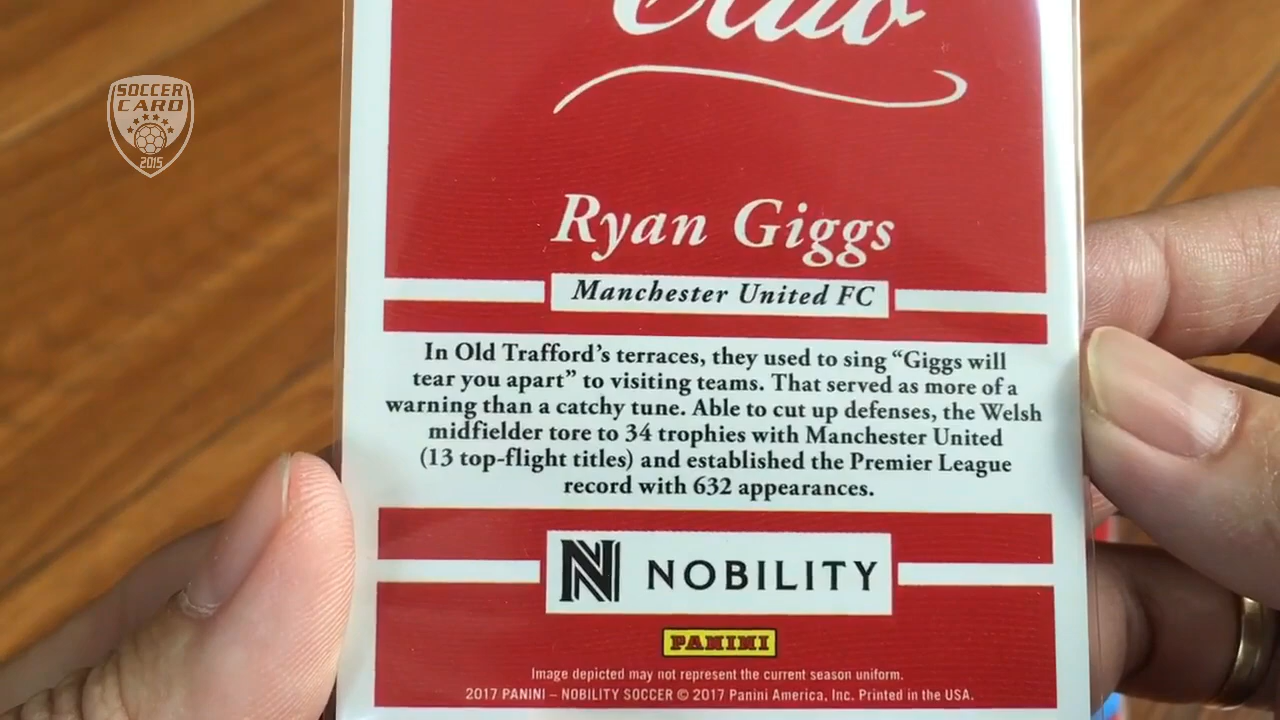 SOCCER
CARD
2015
Club
Ryan Giggs
Manchester United FC
In Old Trafford’s terraces, they used to sing “Giggs will
tear you apart” to visiting teams. That served as more of a
warning than a catchy tune. Able to cut up defenses, the Welsh
midfielder tore to 34 trophies with Manchester United
(13 top-flight titles) and established the Premier League
record with 632 appearances.
N NOBILITY
PANINI
Image depicted may not represent the current season uniform.
2017 PANINI – NOBILITY SOCCER © 2017 Panini America, Inc. Printed in the USA.